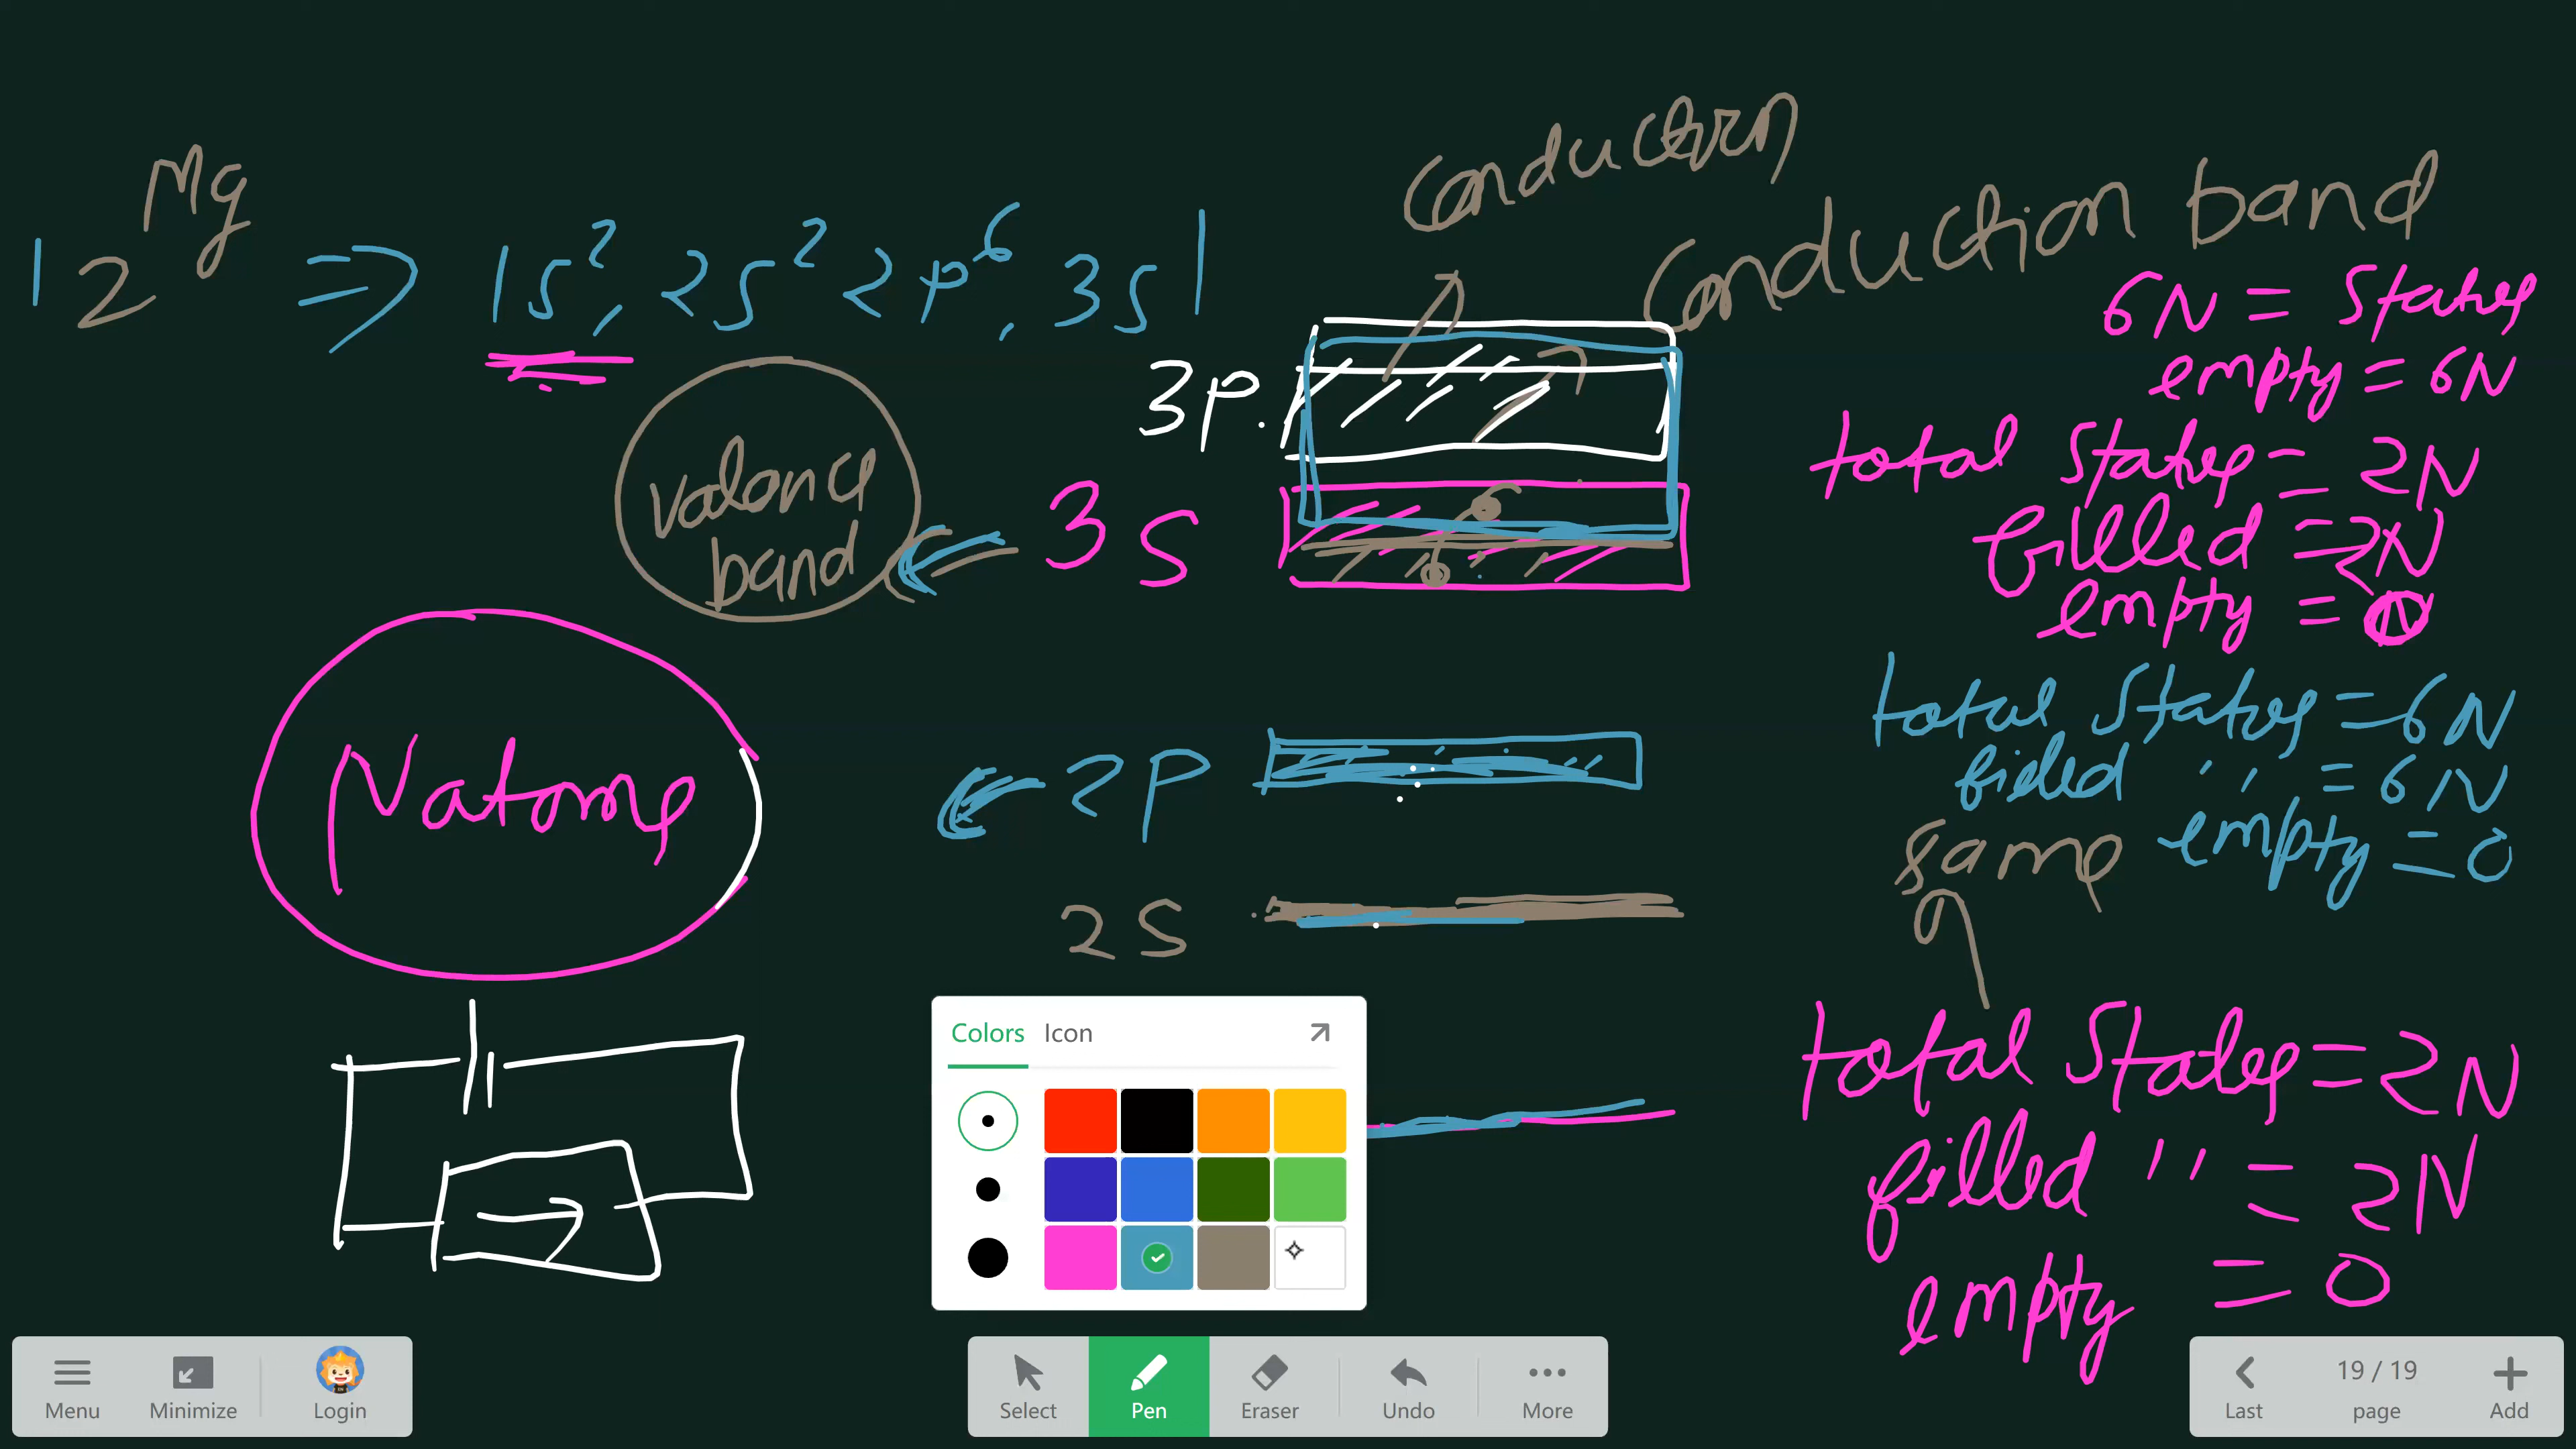 12Mg ⇒ 1s², 2s² 2p⁶, 3s¹
conduction
conduction band
6N = States
empty = 6N
3p.
total States = 2N
filled = 2N
empty = 0
valance
band
3s
total States = 6N
filled " = 6N
empty = 0
same
2P
2S
N atoms
total States = 2N
filled " = 2N
empty = 0
Colors Icon
Menu Minimize Login
Select Pen Eraser Undo More
19 / 19
Last page Add